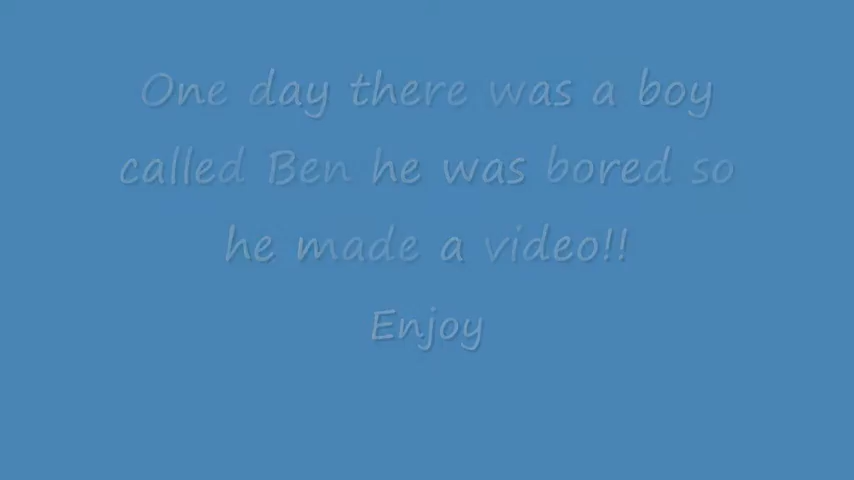 One day there was a boy
called Ben he was bored so
he made a video!!
Enjoy